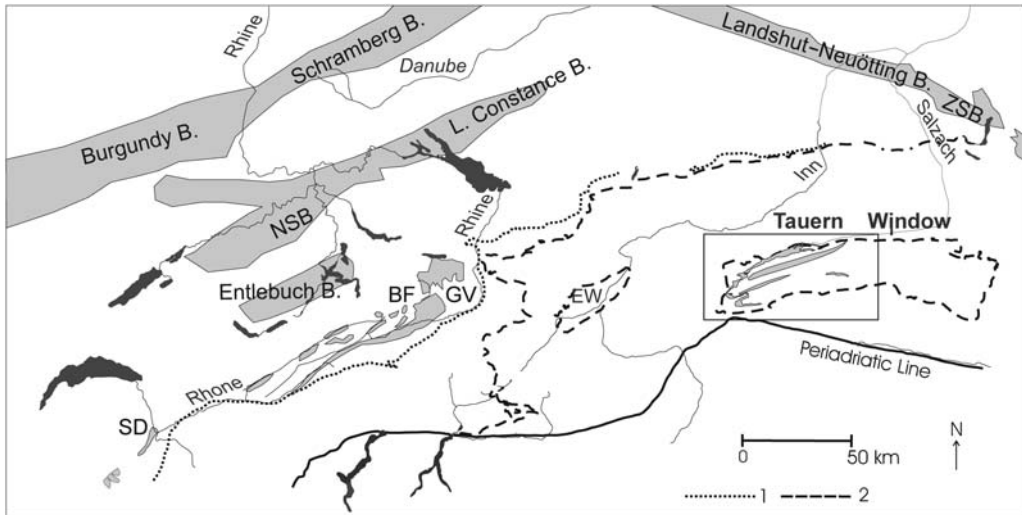 Rhine
Schramberg B.
Danube
Landshut–Neuötting B.
ZSB
Burgundy B.
L. Constance B.
Salzach
Inn
NSB
Rhine
Tauern Window
Entlebuch B.
BF
GV
EW
Rhone
Periadriatic Line
SD
N
0
50 km
1
2